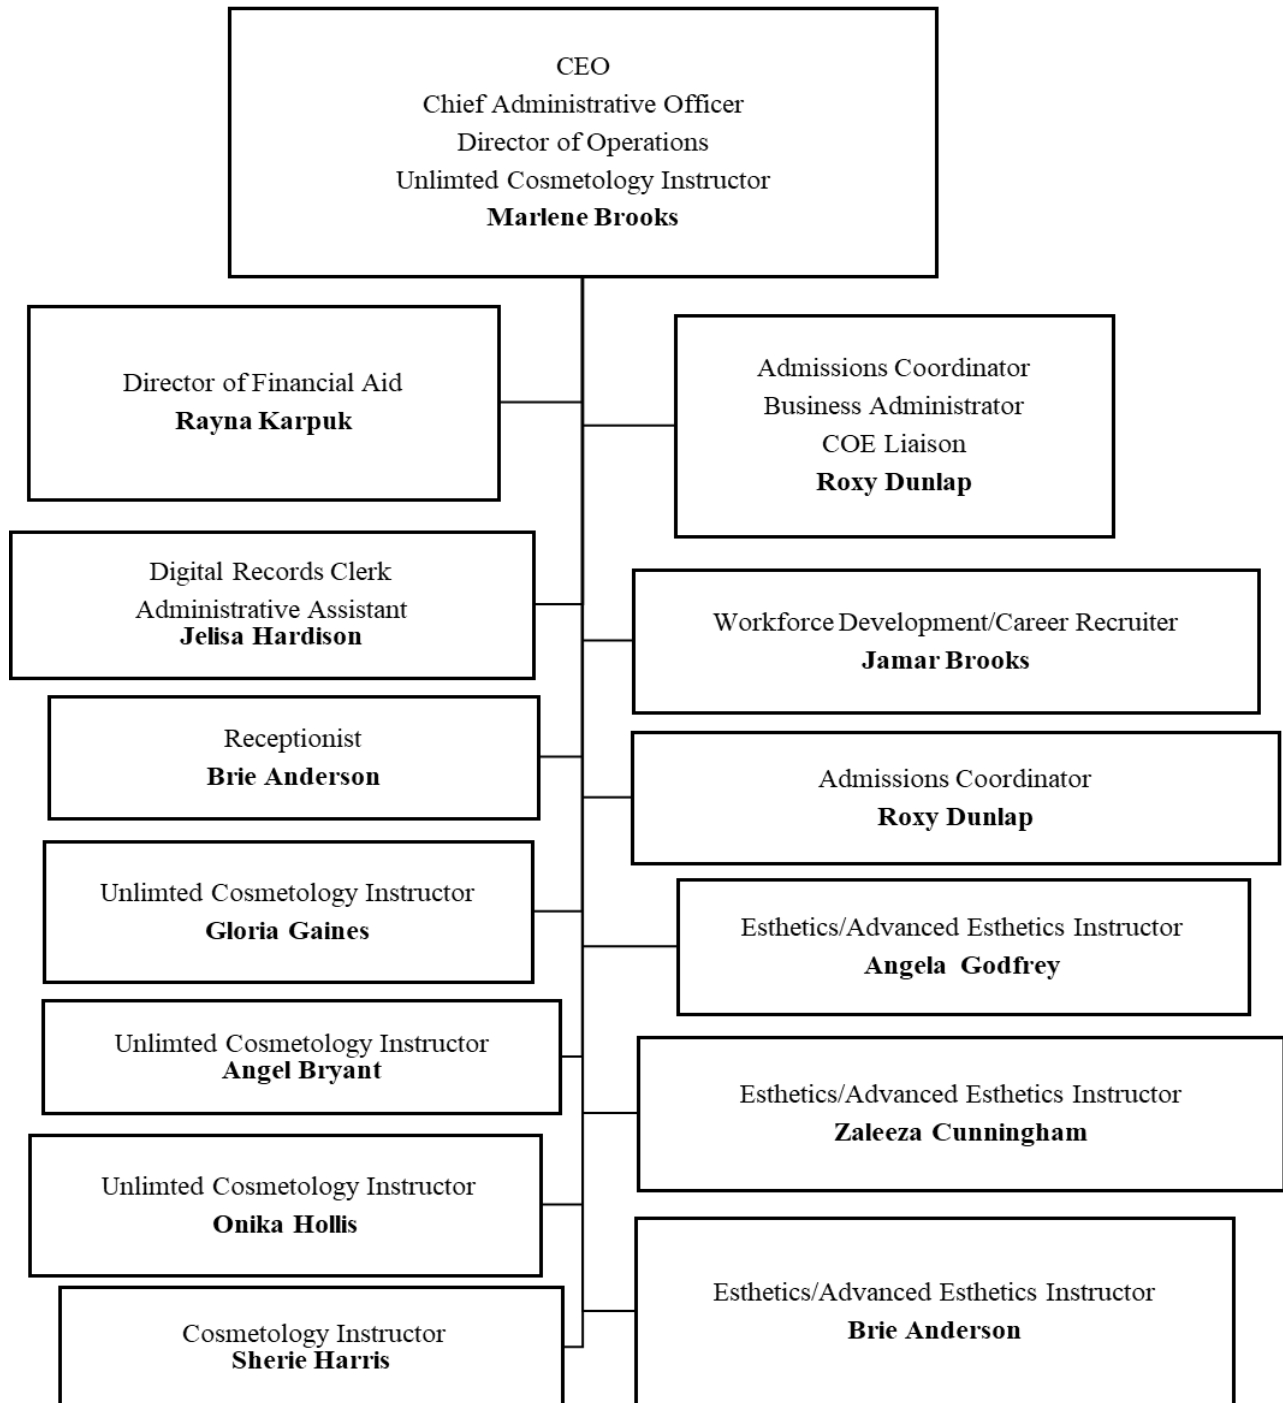 CEO
Chief Administrative Officer
Director of Operations
Unlimted Cosmetology Instructor
Marlene Brooks
Director of Financial Aid
Rayna Karpuk
Admissions Coordinator
Business Administrator
COE Liaison
Roxy Dunlap
Digital Records Clerk
Administrative Assistant
Jelisa Hardison
Workforce Development/Career Recruiter
Jamar Brooks
Receptionist
Brie Anderson
Admissions Coordinator
Roxy Dunlap
Unlimted Cosmetology Instructor
Gloria Gaines
Esthetics/Advanced Esthetics Instructor
Angela Godfrey
Unlimted Cosmetology Instructor
Angel Bryant
Esthetics/Advanced Esthetics Instructor
Zaleeza Cunningham
Unlimted Cosmetology Instructor
Onika Hollis
Esthetics/Advanced Esthetics Instructor
Brie Anderson
Cosmetology Instructor
Sherie Harris